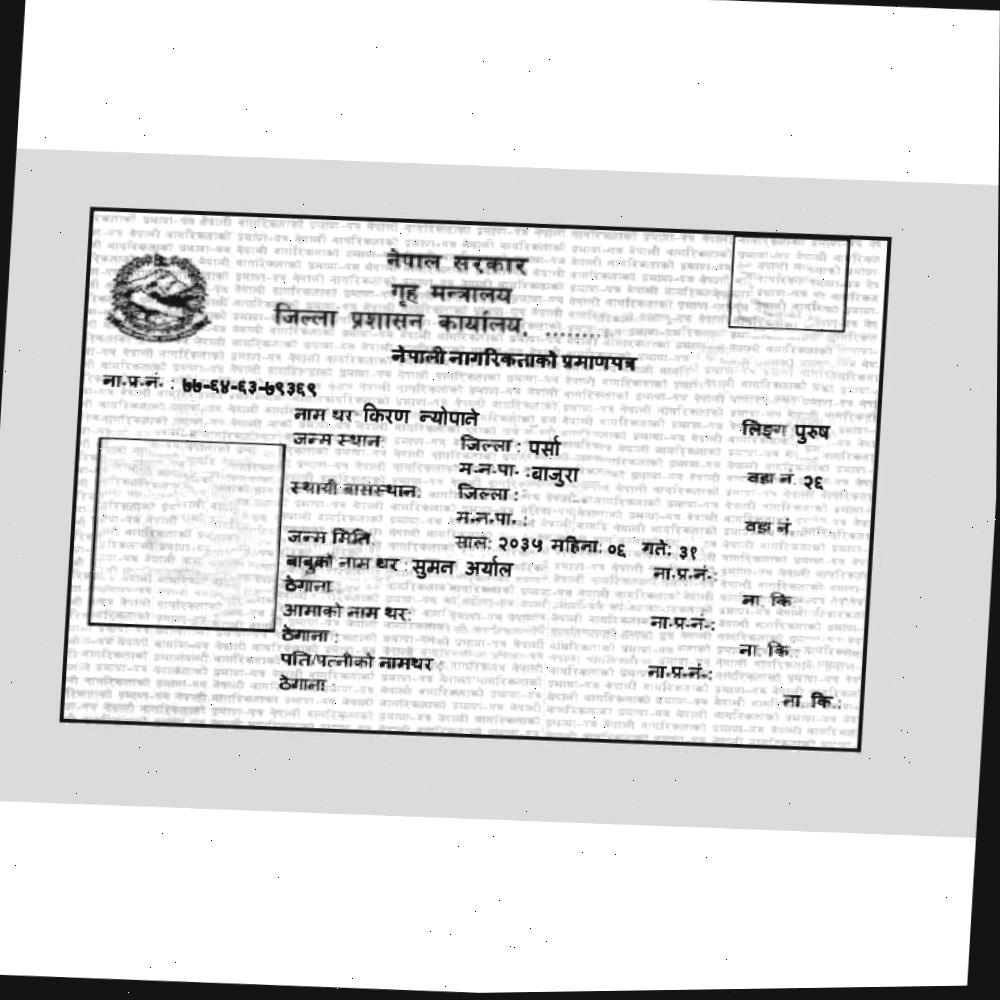 नेपाल सरकार
गृह मन्त्रालय
जिल्ला प्रशासन कार्यालय, ..........
नेपाली नागरिकताको प्रमाणपत्र
ना.प्र.नं. : ७७-६४-६३-७९३६९
नाम थर किरण न्योपाने लिङ्ग पुरुष
जन्म स्थान: जिल्ला : पर्सा
म.न.पा. : बाजुरा वडा नं. २६
स्थायी बासस्थान: जिल्ला :
म.न.पा. : वडा नं.
जन्म मिति: साल: २०३५ महिना: ०६ गते: ३१
बाबुको नाम थर : सुमन अर्याल ना.प्र.नं.:
ठेगाना : ना. कि.:
आमाको नाम थर: ना.प्र.नं.:
ठेगाना : ना. कि.:
पति/पत्नीको नामथर : ना.प्र.नं.:
ठेगाना : ना. कि.: